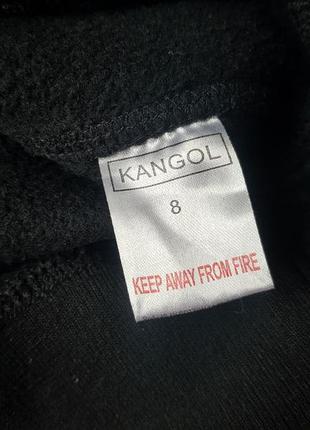 KANGOL
8
KEEP AWAY FROM FIRE